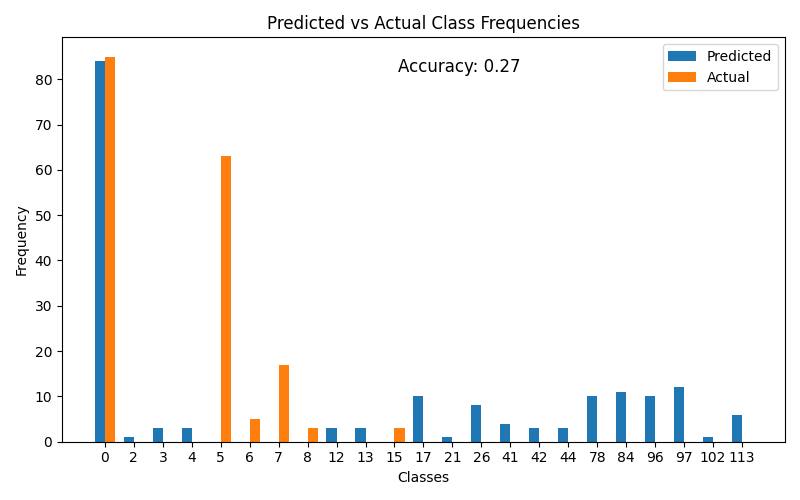 Predicted vs Actual Class Frequencies
Accuracy: 0.27
Predicted
Actual
Frequency
80
70
60
50
40
30
20
10
0
0 2 3 4 5 6 7 8 12 13 15 17 21 26 41 42 44 78 84 96 97 102 113
Classes